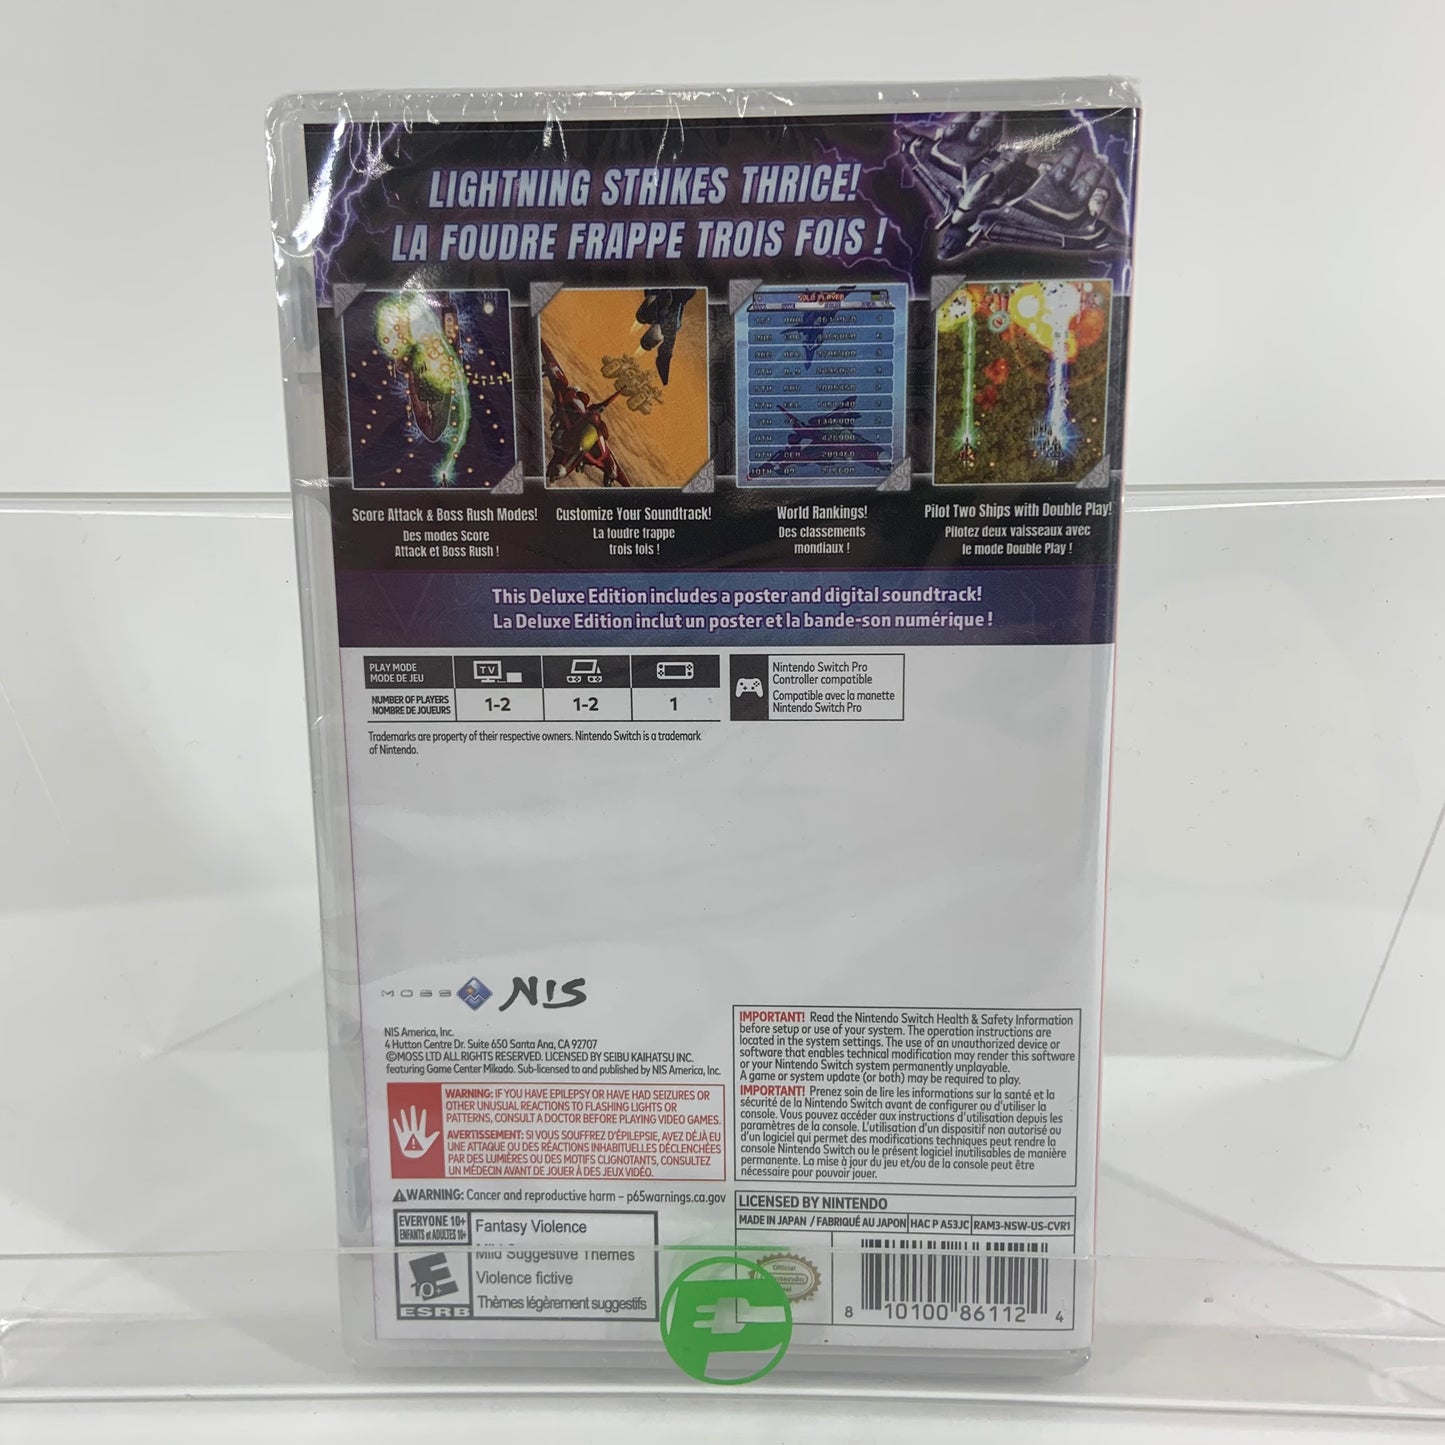 LIGHTNING STRIKES THRICE!
LA FOUDRE FRAPPE TROIS FOIS !
SOLO PLAYER
Score Attack & Boss Rush Modes!
Des modes Score
Attack et Boss Rush !
Customize Your Soundtrack!
La foudre frappe
trois fois !
World Rankings!
Des classements
mondiaux !
Pilot Two Ships with Double Play!
Pilotez deux vaisseaux avec
le mode Double Play !
This Deluxe Edition includes a poster and digital soundtrack!
La Deluxe Edition inclut un poster et la bande-son numérique !
PLAY MODE
MODE DE JEU
TV
NUMBER OF PLAYERS
NOMBRE DE JOUEURS
1-2
1-2
1
Nintendo Switch Pro
Controller compatible
Compatible avec la manette
Nintendo Switch Pro
Trademarks are property of their respective owners. Nintendo Switch is a trademark
of Nintendo.
MOSS NIS
NIS America, Inc.
4 Hutton Centre Dr. Suite 650 Santa Ana, CA 92707
©MOSS LTD ALL RIGHTS RESERVED. LICENSED BY SEIBU KAIHATSU INC.
featuring Game Center Mikado. Sub-licensed to and published by NIS America, Inc.
WARNING: IF YOU HAVE EPILEPSY OR HAVE HAD SEIZURES OR
OTHER UNUSUAL REACTIONS TO FLASHING LIGHTS OR
PATTERNS, CONSULT A DOCTOR BEFORE PLAYING VIDEO GAMES.
AVERTISSEMENT: SI VOUS SOUFFREZ D'ÉPILEPSIE, AVEZ DÉJÀ EU
UNE ATTAQUE OU DES RÉACTIONS INHABITUELLES DÉCLENCHÉES
PAR DES LUMIÈRES OU DES MOTIFS CLIGNOTANTS, CONSULTEZ
UN MÉDECIN AVANT DE JOUER À DES JEUX VIDÉO.
WARNING: Cancer and reproductive harm – p65warnings.ca.gov
EVERYONE 10+
ENFANTS et ADULTES 10+
E
10+
ESRB
Fantasy Violence
Mild Suggestive Themes
Violence fictive
Thèmes légèrement suggestifs
IMPORTANT! Read the Nintendo Switch Health & Safety Information
before setup or use of your system. The operation instructions are
located in the system settings. The use of an unauthorized device or
software that enables technical modification may render this software
or your Nintendo Switch system permanently unplayable.
A game or system update (or both) may be required to play.
IMPORTANT! Prenez soin de lire les informations sur la santé et la
sécurité de la Nintendo Switch avant de configurer ou d'utiliser la
console. Vous pouvez accéder aux instructions d'utilisation depuis les
paramètres de la console. L'utilisation d'un dispositif non autorisé ou
d'un logiciel qui permet des modifications techniques peut rendre la
console Nintendo Switch ou le présent logiciel inutilisables de manière
permanente. La mise à jour du jeu et/ou de la console peut être
nécessaire pour pouvoir jouer.
LICENSED BY NINTENDO
MADE IN JAPAN / FABRIQUÉ AU JAPON HAC P A53JC RAM3-NSW-US-CVR1
Official
Nintendo
8 10100 86112 4